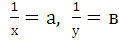 1/x = a, 1/y = в